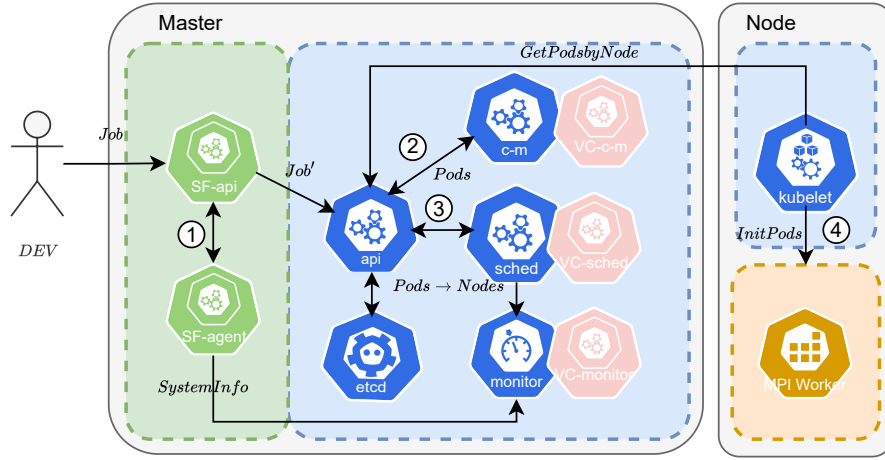 Master
Node
GetPodsbyNode
Job
SF-api
Job′
2
c-m
VC-c-m
Pods
kubelet
1
3
api
sched
VC-sched
InitPods
4
DEV
SF-agent
Pods → Nodes
etcd
monitor
VC-monitor
MPI Worker
SystemInfo